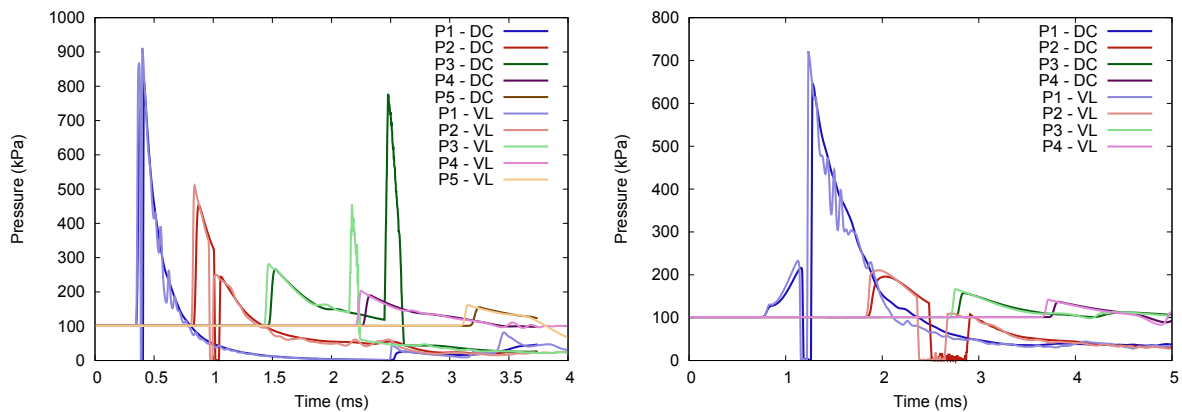 1000
900
800
700
600
500
400
300
200
100
0
Pressure (kPa)
0 0.5 1 1.5 2 2.5 3 3.5 4
Time (ms)
P1 - DC
P2 - DC
P3 - DC
P4 - DC
P5 - DC
P1 - VL
P2 - VL
P3 - VL
P4 - VL
P5 - VL
800
700
600
500
400
300
200
100
0
Pressure (kPa)
0 1 2 3 4 5
Time (ms)
P1 - DC
P2 - DC
P3 - DC
P4 - DC
P1 - VL
P2 - VL
P3 - VL
P4 - VL